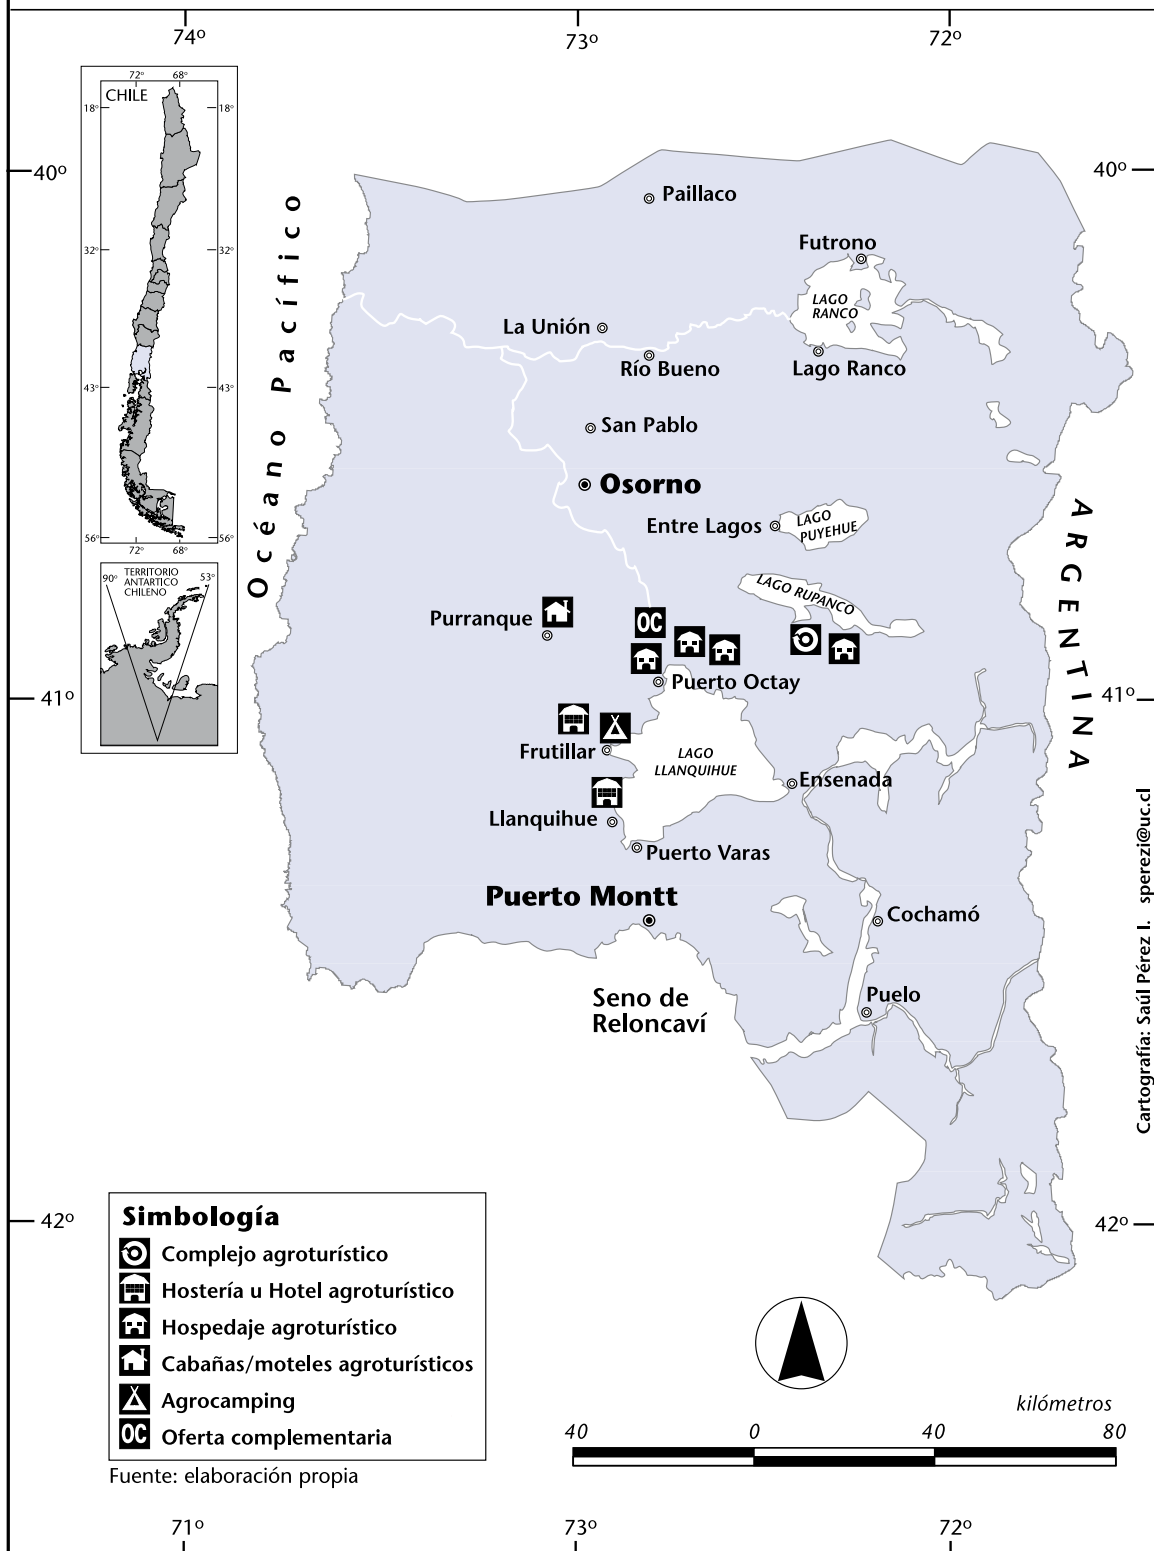 74º
73º
72º
CHILE
72º
68º
18º
18º
32º
32º
43º
43º
56º
56º
72º
68º
TERRITORIO
ANTARTICO
CHILENO
90º
53º
40º
40º
41º
41º
42º
42º
Océano Pacífico
ARGENTINA
Paillaco
Futrono
LAGO
RANCO
La Unión
Río Bueno
Lago Ranco
San Pablo
Osorno
Entre Lagos
LAGO
PUYEHUE
LAGO RUPANCO
Purranque
OC
Puerto Octay
Frutillar
LAGO
LLANQUIHUE
Ensenada
Llanquihue
Puerto Varas
Puerto Montt
Cochamó
Seno de
Reloncaví
Puelo
Cartografía: Saúl Pérez I. sperezi@uc.cl
Simbología
Complejo agroturístico
Hostería u Hotel agroturístico
Hospedaje agroturístico
Cabañas/moteles agroturísticos
Agrocamping
OC Oferta complementaria
Fuente: elaboración propia
kilómetros
40 0 40 80
71º
73º
72º